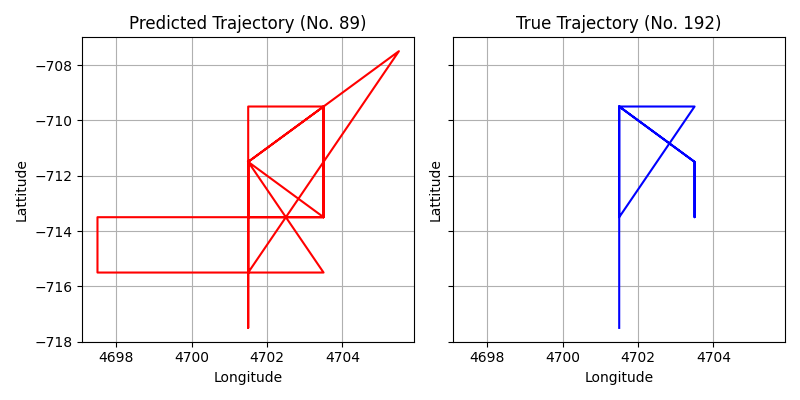 Predicted Trajectory (No. 89)
True Trajectory (No. 192)
Lattitude
−708
−710
−712
−714
−716
−718
4698 4700 4702 4704
Longitude
Lattitude
4698 4700 4702 4704
Longitude